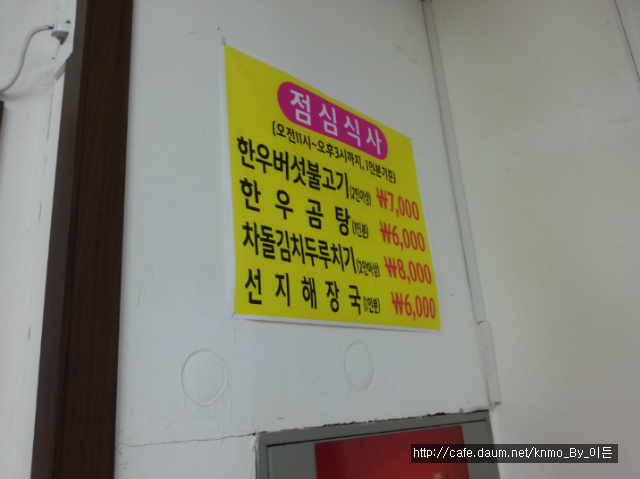 점심식사
(오전11시~오후3시까지, 1인분기준)
한우버섯불고기(2인이상) ₩7,000
한우곰탕(1인분) ₩6,000
차돌김치두루치기(2인이상) ₩8,000
선지해장국(1인분) ₩6,000
http://cafe.daum.net/knmo_By_이든